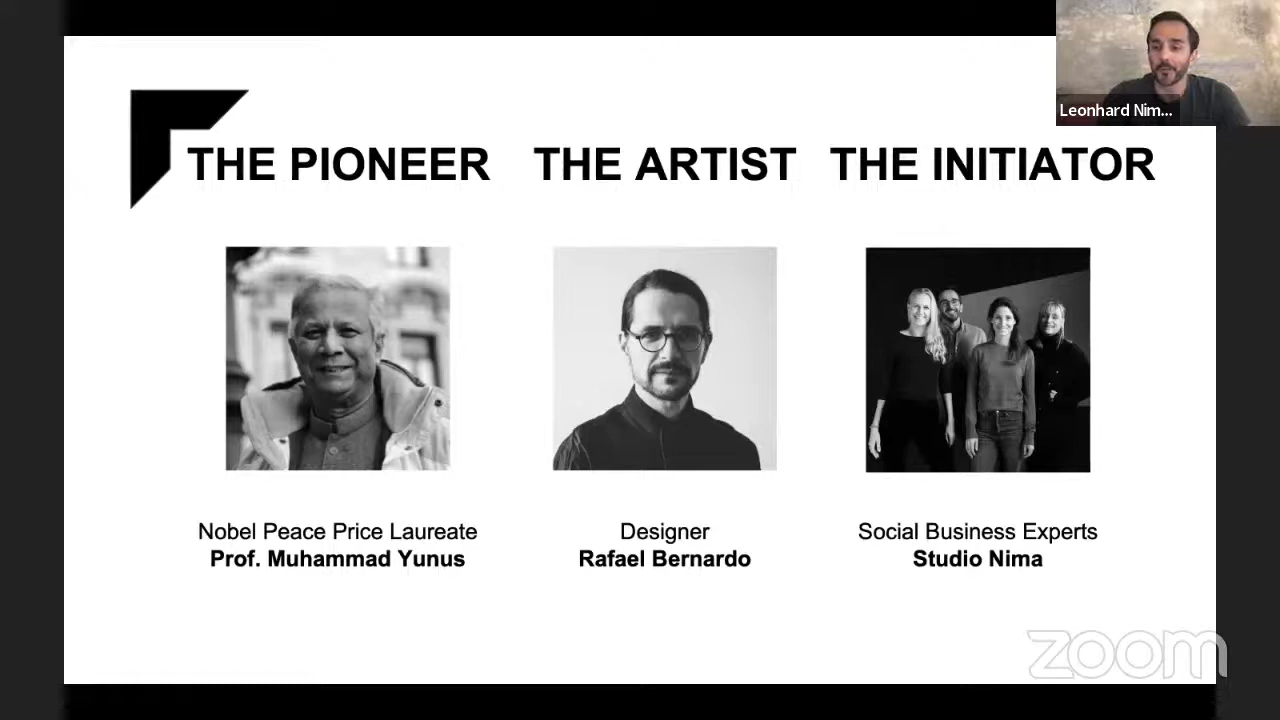 Leonhard Nim...
THE PIONEER THE ARTIST THE INITIATOR
Nobel Peace Price Laureate
Prof. Muhammad Yunus
Designer
Rafael Bernardo
Social Business Experts
Studio Nima
zoom